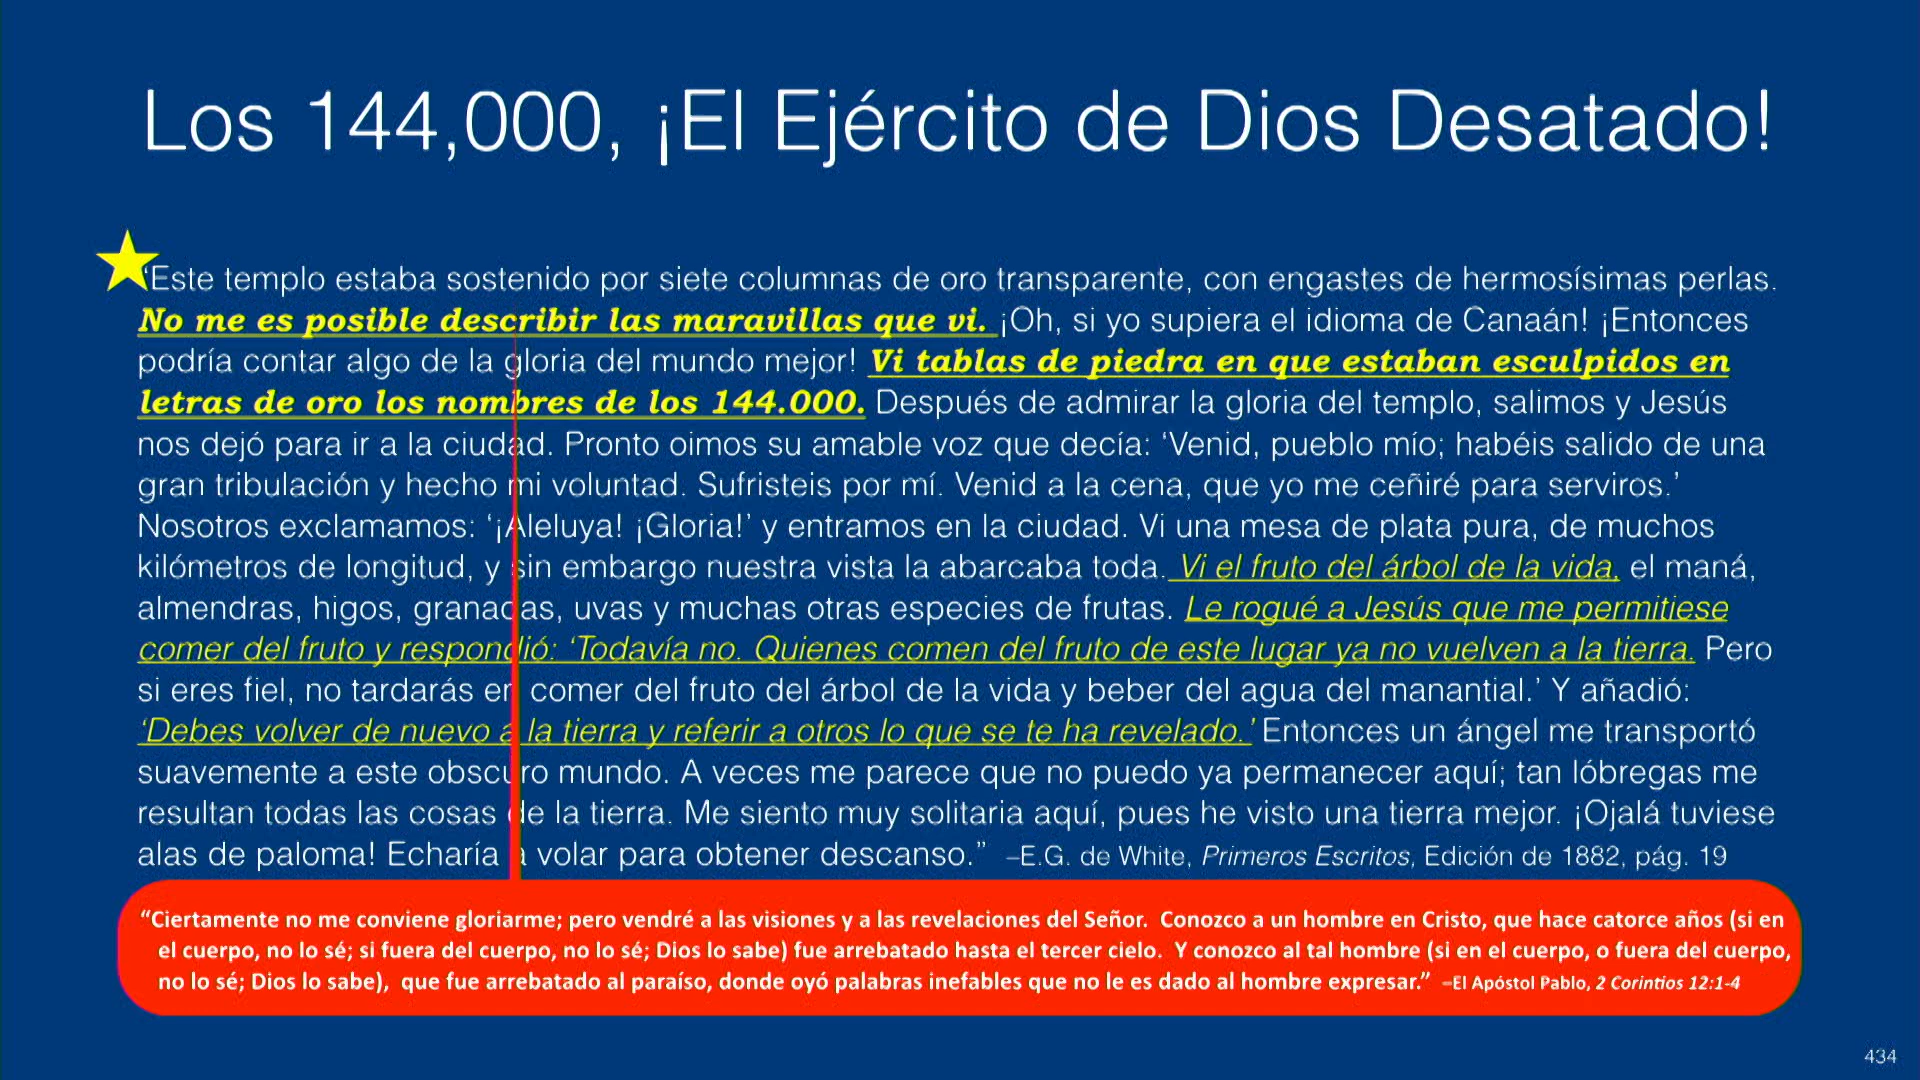 Los 144,000, ¡El Ejército de Dios Desatado!
“Este templo estaba sostenido por siete columnas de oro transparente, con engastes de hermosísimas perlas.
No me es posible describir las maravillas que vi. ¡Oh, si yo supiera el idioma de Canaán! ¡Entonces
podría contar algo de la gloria del mundo mejor! Vi tablas de piedra en que estaban esculpidos en
letras de oro los nombres de los 144.000. Después de admirar la gloria del templo, salimos y Jesús
nos dejó para ir a la ciudad. Pronto oimos su amable voz que decía: ‘Venid, pueblo mío; habéis salido de una
gran tribulación y hecho mi voluntad. Sufristeis por mí. Venid a la cena, que yo me ceñiré para serviros.’
Nosotros exclamamos: ‘¡Aleluya! ¡Gloria!’ y entramos en la ciudad. Vi una mesa de plata pura, de muchos
kilómetros de longitud, y sin embargo nuestra vista la abarcaba toda. Vi el fruto del árbol de la vida, el maná,
almendras, higos, granadas, uvas y muchas otras especies de frutas. Le rogué a Jesús que me permitiese
comer del fruto y respondió: ‘Todavía no. Quienes comen del fruto de este lugar ya no vuelven a la tierra. Pero
si eres fiel, no tardarás en comer del fruto del árbol de la vida y beber del agua del manantial.’ Y añadió:
‘Debes volver de nuevo a la tierra y referir a otros lo que se te ha revelado.’ Entonces un ángel me transportó
suavemente a este obscuro mundo. A veces me parece que no puedo ya permanecer aquí; tan lóbregas me
resultan todas las cosas de la tierra. Me siento muy solitaria aquí, pues he visto una tierra mejor. ¡Ojalá tuviese
alas de paloma! Echaría a volar para obtener descanso.” –E.G. de White, Primeros Escritos, Edición de 1882, pág. 19
“Ciertamente no me conviene gloriarme; pero vendré a las visiones y a las revelaciones del Señor. Conozco a un hombre en Cristo, que hace catorce años (si en
el cuerpo, no lo sé; si fuera del cuerpo, no lo sé; Dios lo sabe) fue arrebatado hasta el tercer cielo. Y conozco al tal hombre (si en el cuerpo, o fuera del cuerpo,
no lo sé; Dios lo sabe), que fue arrebatado al paraíso, donde oyó palabras inefables que no le es dado al hombre expresar.” –El Apóstol Pablo, 2 Corintios 12:1-4
434